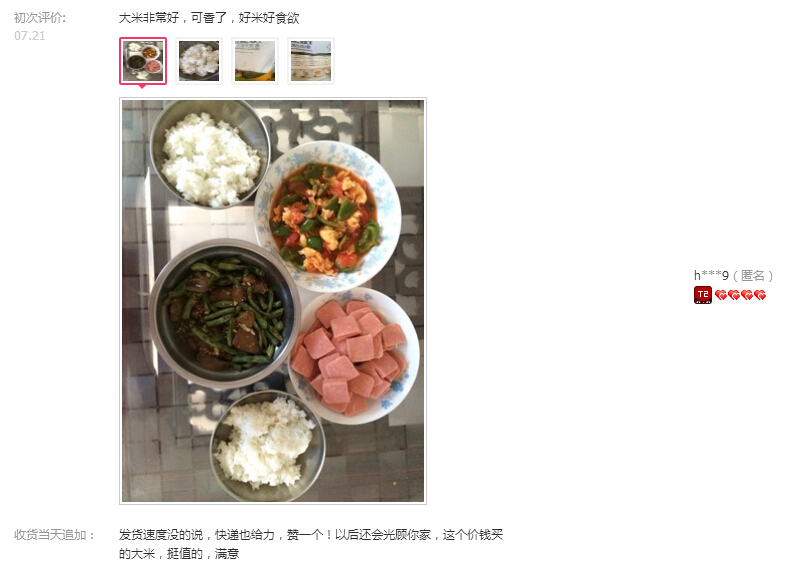 初次评价:
07.21
大米非常好，可香了，好米好食欲
h***9（匿名）
T2
收货当天追加：
发货速度没的说，快递也给力，赞一个！以后还会光顾你家，这个价钱买
的大米，挺值的，满意